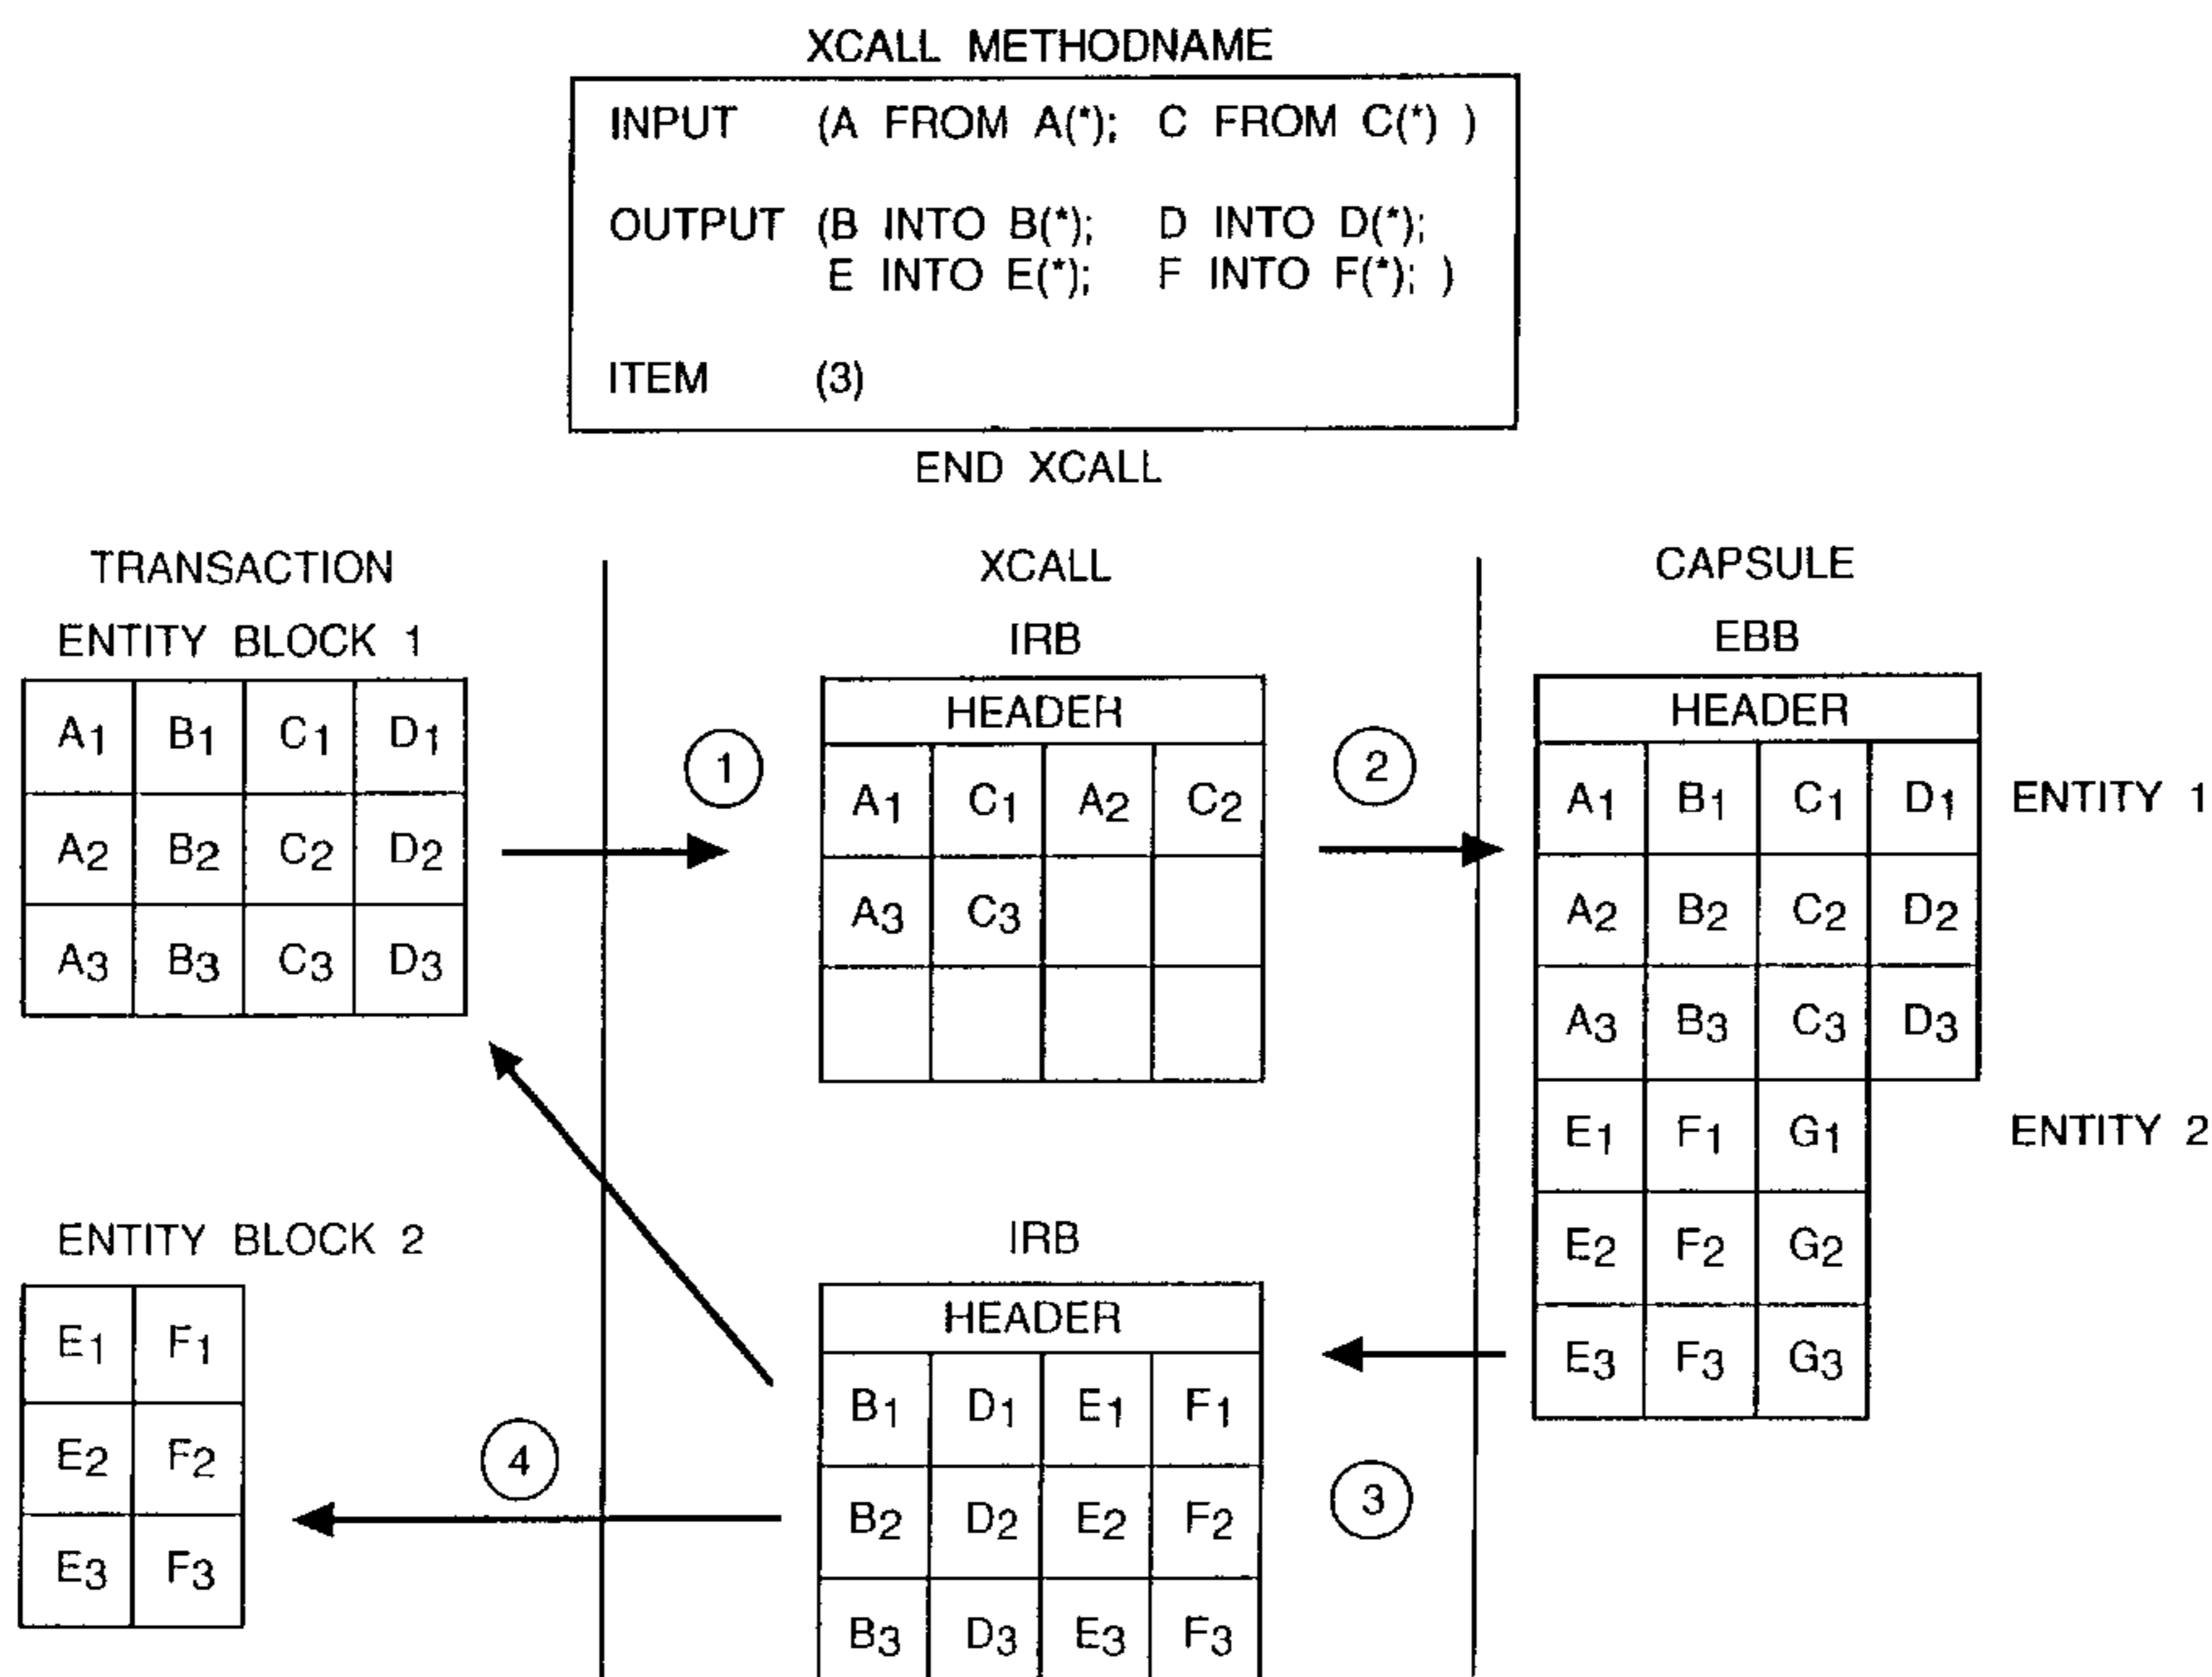 XCALL METHODNAME
INPUT (A FROM A(*); C FROM C(*) )
OUTPUT (B INTO B(*); D INTO D(*);
E INTO E(*); F INTO F(*); )
ITEM (3)
END XCALL
TRANSACTION
ENTITY BLOCK 1
A1 B1 C1 D1
A2 B2 C2 D2
A3 B3 C3 D3
1
XCALL
IRB
HEADER
A1 C1 A2 C2
A3 C3
2
CAPSULE
EBB
HEADER
A1 B1 C1 D1 ENTITY 1
A2 B2 C2 D2
A3 B3 C3 D3
E1 F1 G1 ENTITY 2
E2 F2 G2
E3 F3 G3
3
IRB
HEADER
B1 D1 E1 F1
B2 D2 E2 F2
B3 D3 E3 F3
4
ENTITY BLOCK 2
E1 F1
E2 F2
E3 F3